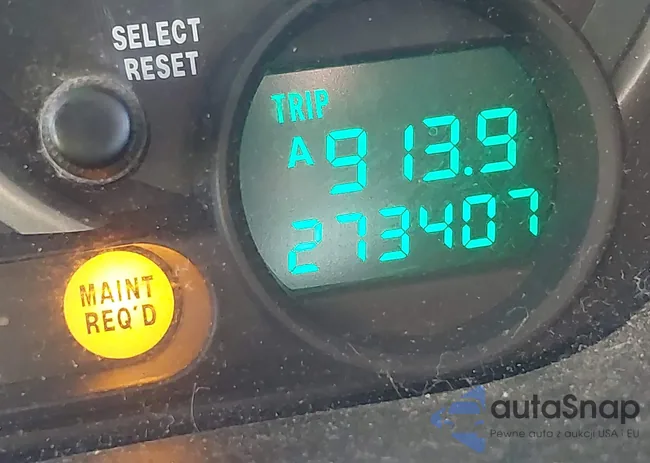 SELECT
RESET
TRIP
A 913.9
273407
MAINT
REQ'D
autaSnap
Pewne auta z aukcji USA i EU